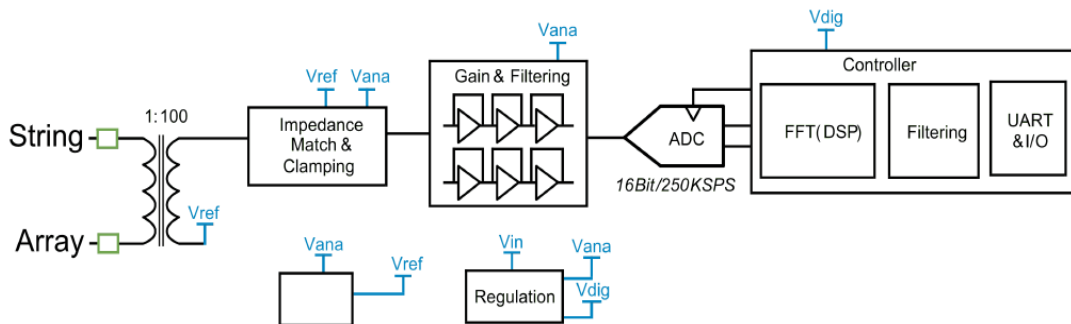 Vdig
Vana
Controller
Vref
Vana
Gain & Filtering
1:100
String
Impedance
Match &
Clamping
ADC
FFT(DSP)
Filtering
UART
&I/O
16Bit/250KSPS
Vref
Array
Vana
Vref
Vin
Vana
Regulation
Vdig